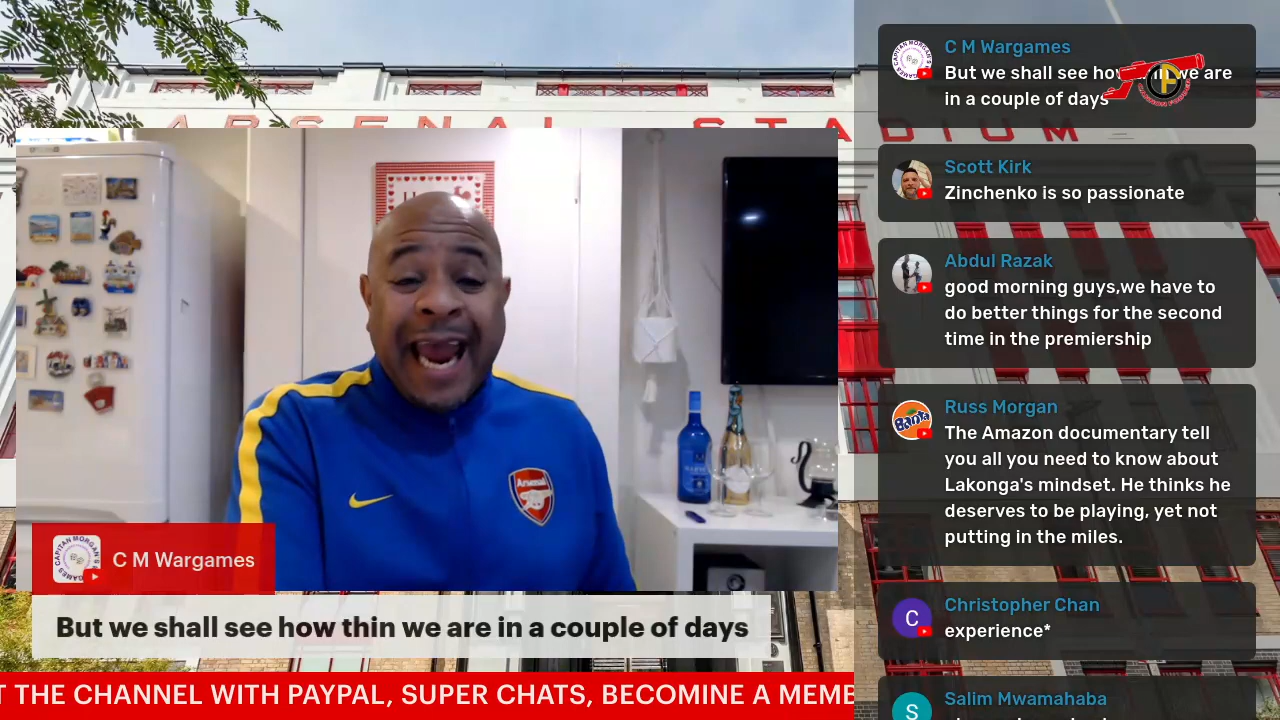 ARSENAL STADIUM
Arsenal
C M Wargames
But we shall see how thin we are in a couple of days
T THE CHANNEL WITH PAYPAL, SUPER CHATS, BECOMINE A MEMB
C M Wargames
But we shall see how thin we are
in a couple of days
Scott Kirk
Zinchenko is so passionate
Abdul Razak
good morning guys,we have to
do better things for the second
time in the premiership
Russ Morgan
The Amazon documentary tell
you all you need to know about
Lakonga's mindset. He thinks he
deserves to be playing, yet not
putting in the miles.
Christopher Chan
experience*
Salim Mwamahaba